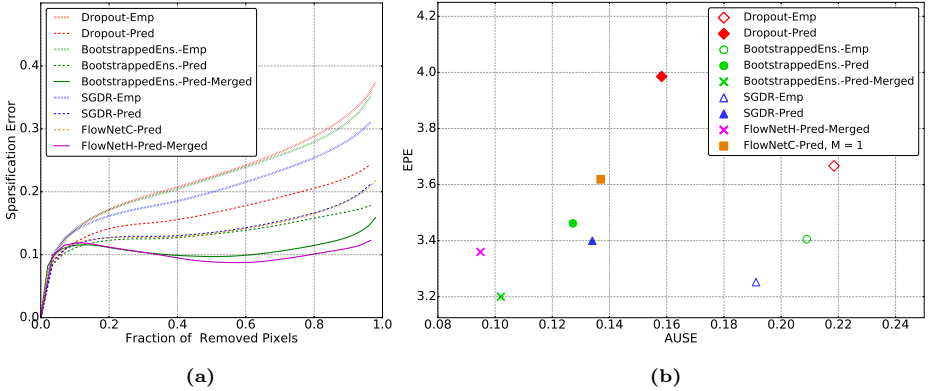 Dropout-Emp
Dropout-Pred
BootstrappedEns.-Emp
BootstrappedEns.-Pred
BootstrappedEns.-Pred-Merged
SGDR-Emp
SGDR-Pred
FlowNetC-Pred
FlowNetH-Pred-Merged
Sparsification Error
0.4
0.3
0.2
0.1
0.0
0.0 0.2 0.4 0.6 0.8 1.0
Fraction of Removed Pixels
(a)
Dropout-Emp
Dropout-Pred
BootstrappedEns.-Emp
BootstrappedEns.-Pred
BootstrappedEns.-Pred-Merged
SGDR-Emp
SGDR-Pred
FlowNetH-Pred-Merged
FlowNetC-Pred, M = 1
EPE
4.2
4.0
3.8
3.6
3.4
3.2
0.08 0.10 0.12 0.14 0.16 0.18 0.20 0.22 0.24
AUSE
(b)